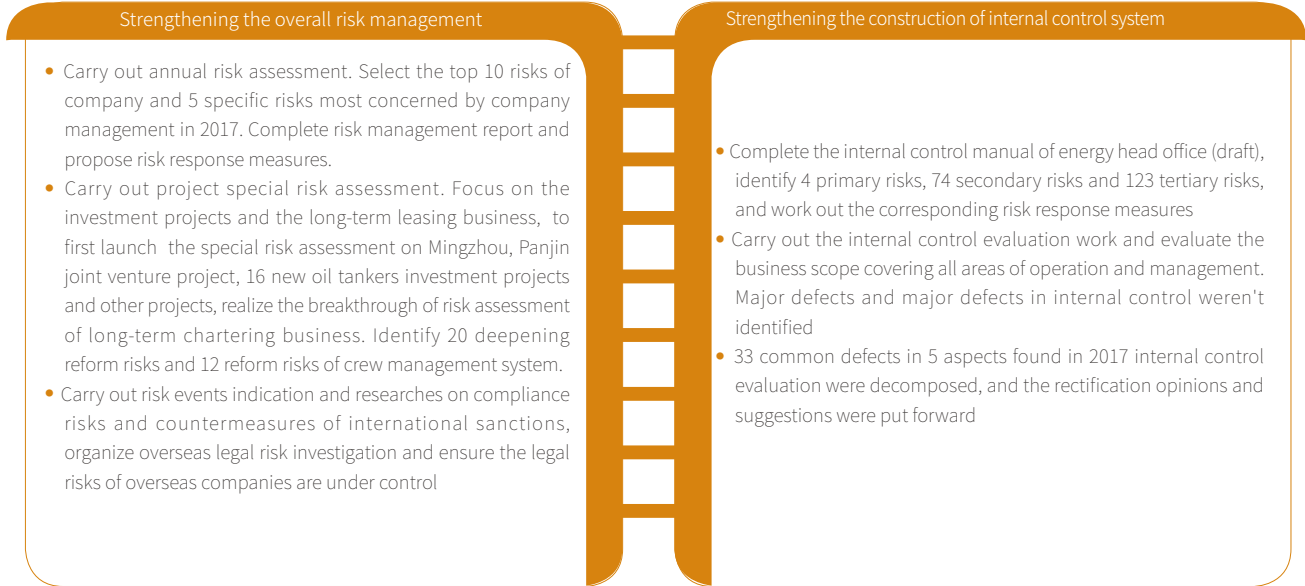 Strengthening the overall risk management
• Carry out annual risk assessment. Select the top 10 risks of
company and 5 specific risks most concerned by company
management in 2017. Complete risk management report and
propose risk response measures.
• Carry out project special risk assessment. Focus on the
investment projects and the long-term leasing business, to
first launch the special risk assessment on Mingzhou, Panjin
joint venture project, 16 new oil tankers investment projects
and other projects, realize the breakthrough of risk assessment
of long-term chartering business. Identify 20 deepening
reform risks and 12 reform risks of crew management system.
• Carry out risk events indication and researches on compliance
risks and countermeasures of international sanctions,
organize overseas legal risk investigation and ensure the legal
risks of overseas companies are under control
Strengthening the construction of internal control system
• Complete the internal control manual of energy head office (draft),
identify 4 primary risks, 74 secondary risks and 123 tertiary risks,
and work out the corresponding risk response measures
• Carry out the internal control evaluation work and evaluate the
business scope covering all areas of operation and management.
Major defects and major defects in internal control weren't
identified
• 33 common defects in 5 aspects found in 2017 internal control
evaluation were decomposed, and the rectification opinions and
suggestions were put forward